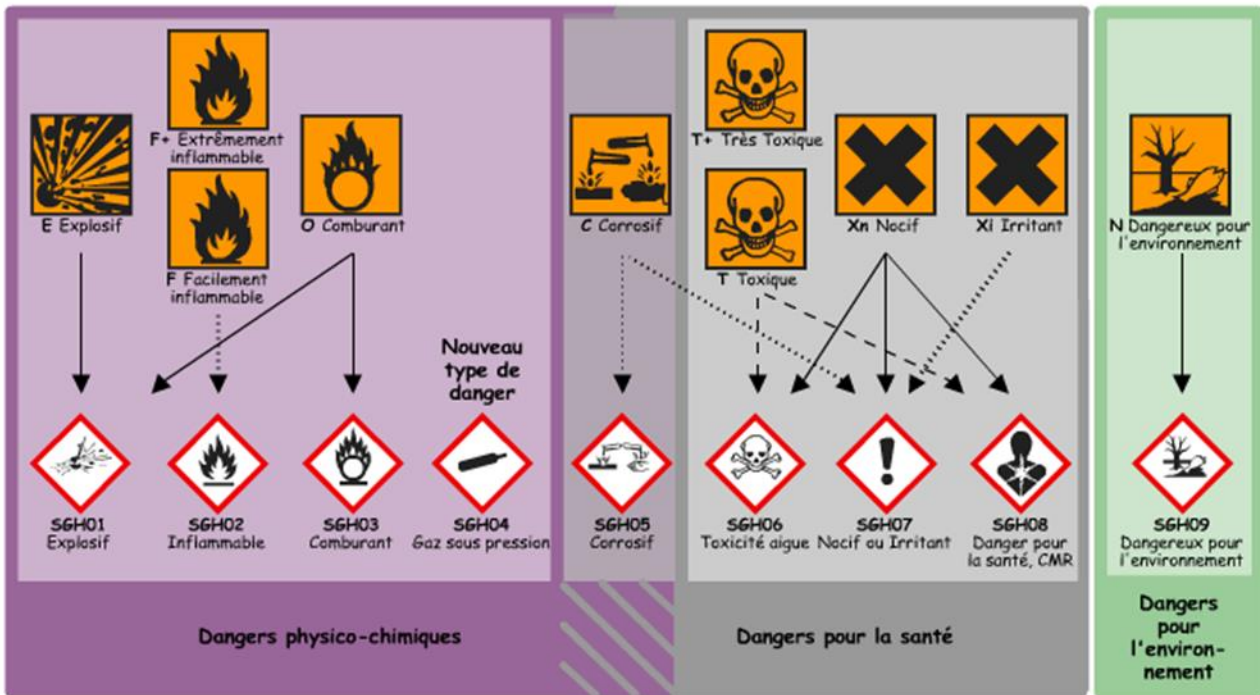 F+ Extrêmement
inflammable
T+ Très Toxique
E Explosif
O Comburant
C Corrosif
Xn Nocif
Xi Irritant
N Dangereux pour
l'environnement
F Facilement
inflammable
T Toxique
Nouveau
type de
danger
SGH01
Explosif
SGH02
Inflammable
SGH03
Comburant
SGH04
Gaz sous pression
SGH05
Corrosif
SGH06
Toxicité aigue
SGH07
Nocif ou Irritant
SGH08
Danger pour
la santé, CMR
SGH09
Dangereux pour
l'environnement
Dangers physico-chimiques
Dangers pour la santé
Dangers
pour
l'environ-
nement